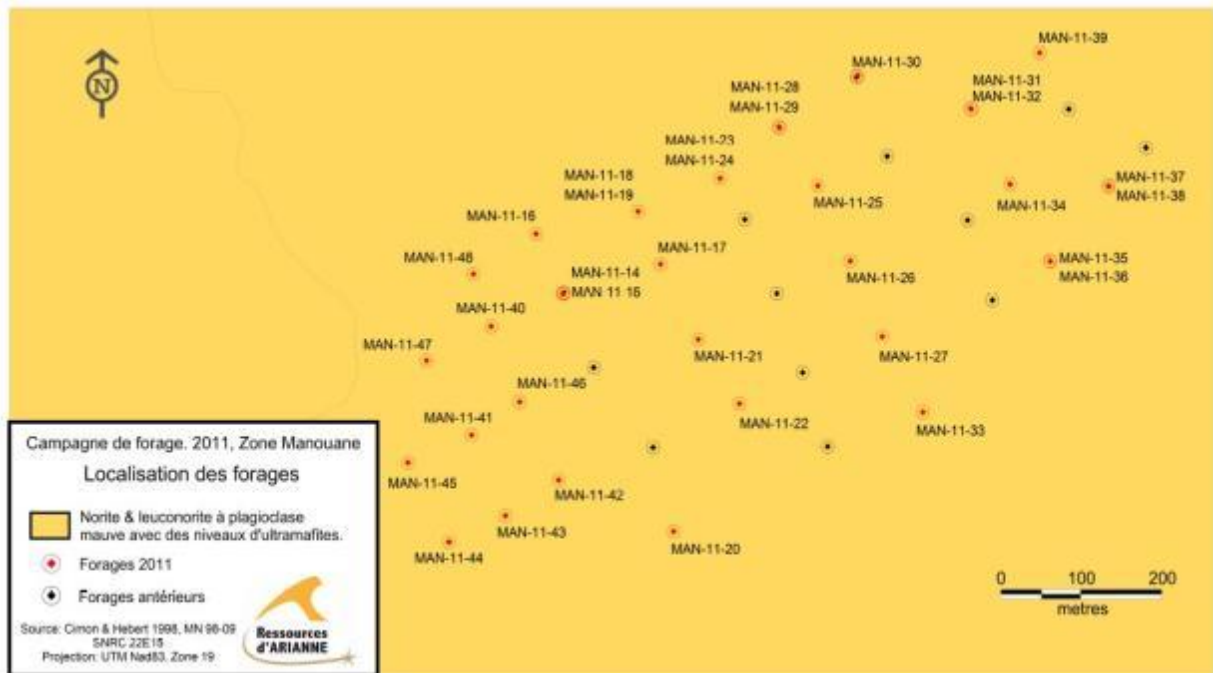 MAN-11-39
N
MAN-11-30
MAN-11-31
MAN-11-32
MAN-11-28
MAN-11-29
MAN-11-23
MAN-11-24
MAN-11-18
MAN-11-19
MAN-11-37
MAN-11-38
MAN-11-25
MAN-11-34
MAN-11-16
MAN-11-17
MAN-11-48
MAN-11-14
MAN-11-15
MAN-11-35
MAN-11-36
MAN-11-26
MAN-11-40
MAN-11-47
MAN-11-21
MAN-11-27
MAN-11-46
MAN-11-41
MAN-11-22
MAN-11-33
MAN-11-45
MAN-11-42
MAN-11-43
MAN-11-44
MAN-11-20
Campagne de forage. 2011, Zone Manouane
Localisation des forages
Norite & leuconorite à plagioclase
mauve avec des niveaux d'ultramafites.
Forages 2011
Forages antérieurs
Source: Cimon & Hebert 1998, MN 98-09
SNRC 22E15
Projection: UTM Nad83, Zone 19
Ressources
d'ARIANNE
0 100 200
metres